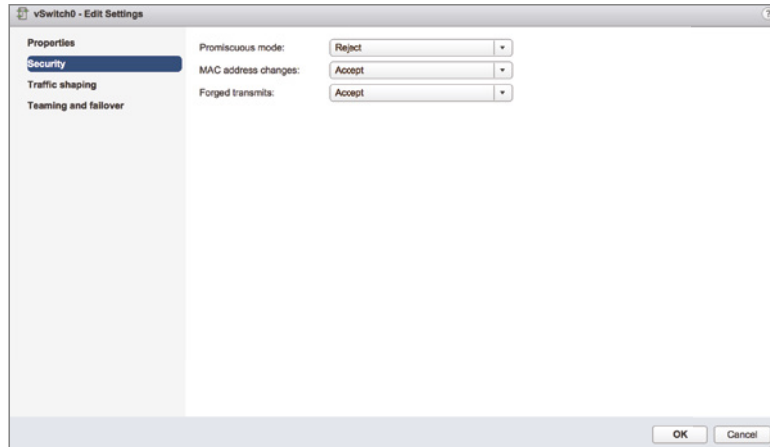 vSwitch0 - Edit Settings
?
Properties
Security
Traffic shaping
Teaming and failover
Promiscuous mode: Reject
MAC address changes: Accept
Forged transmits: Accept
OK Cancel